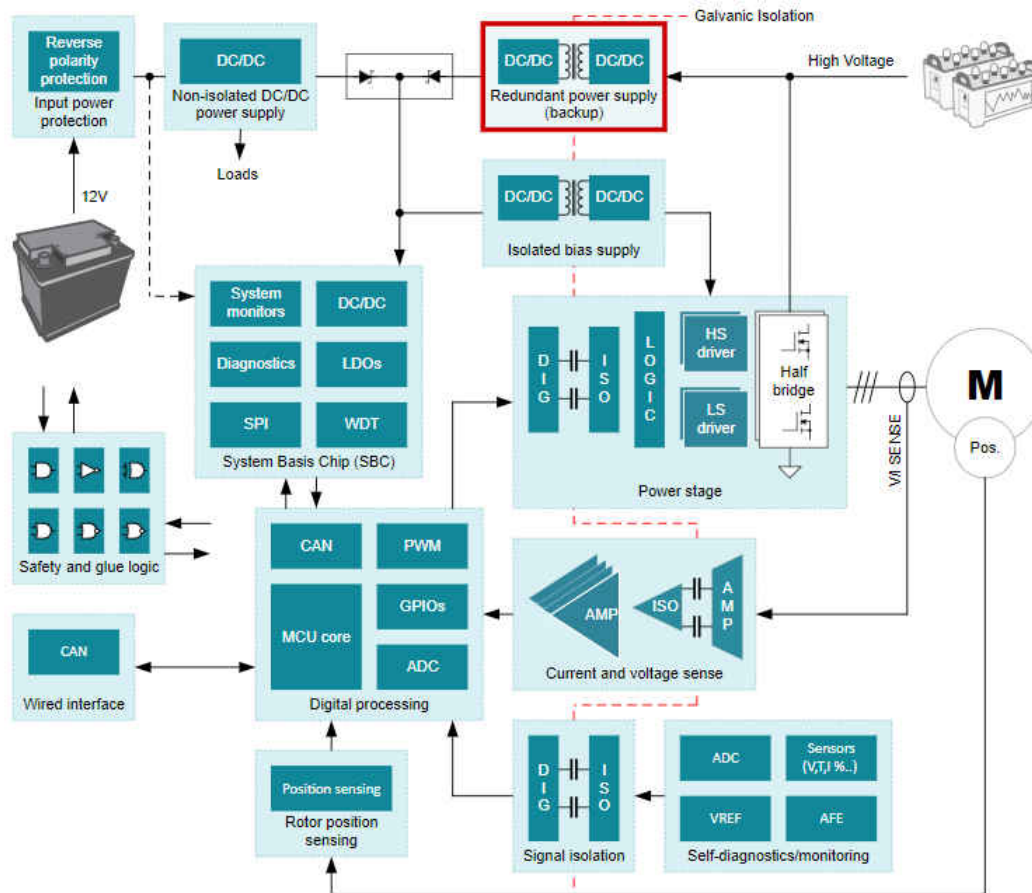 Galvanic Isolation
Reverse
polarity
protection
Input power
protection
DC/DC
Non-isolated DC/DC
power supply
DC/DC
DC/DC
Redundant power supply
(backup)
High Voltage
Loads
12V
DC/DC
DC/DC
Isolated bias supply
System
monitors
DC/DC
Diagnostics
LDOs
SPI
WDT
System Basis Chip (SBC)
DIG
ISO
LOGIC
HS
driver
LS
driver
Half
bridge
Power stage
M
Pos.
V/I SENSE
Safety and glue logic
CAN
PWM
MCU core
GPIOs
ADC
Digital processing
AMP
ISO
AMP
Current and voltage sense
CAN
Wired interface
Position sensing
Rotor position
sensing
DIG
ISO
Signal isolation
ADC
Sensors
(V,T,I %..)
VREF
AFE
Self-diagnostics/monitoring